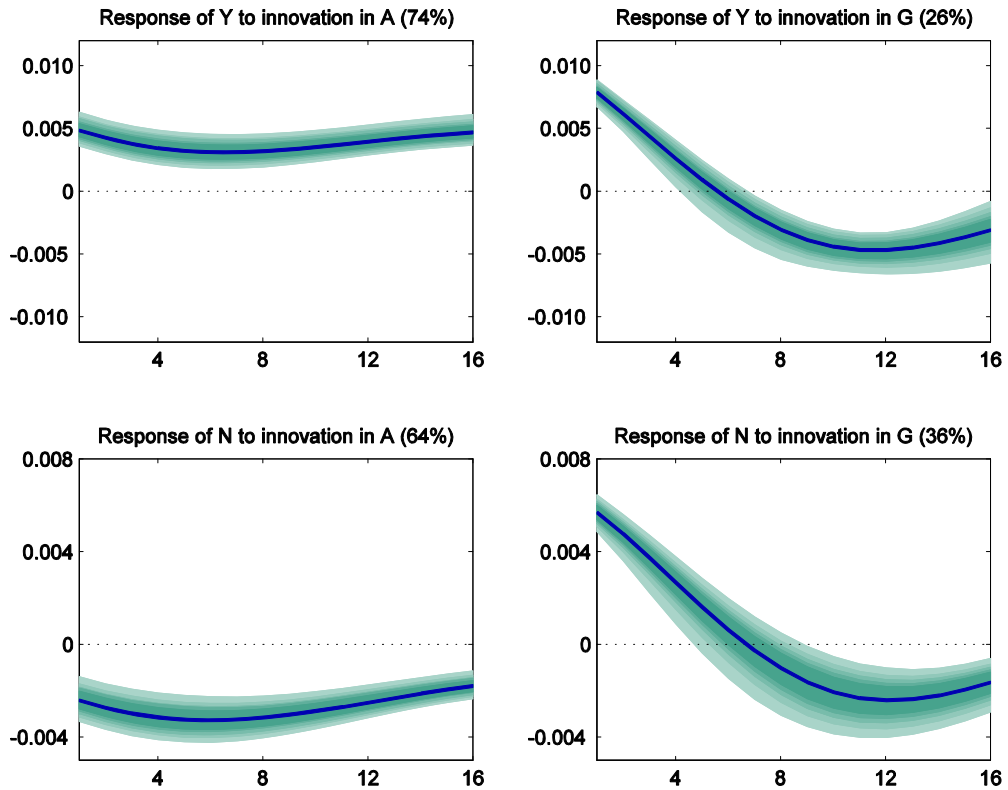 Response of Y to innovation in A (74%)
0.010
0.005
0
-0.005
-0.010
4 8 12 16
Response of Y to innovation in G (26%)
0.010
0.005
0
-0.005
-0.010
4 8 12 16
Response of N to innovation in A (64%)
0.008
0.004
0
-0.004
4 8 12 16
Response of N to innovation in G (36%)
0.008
0.004
0
-0.004
4 8 12 16